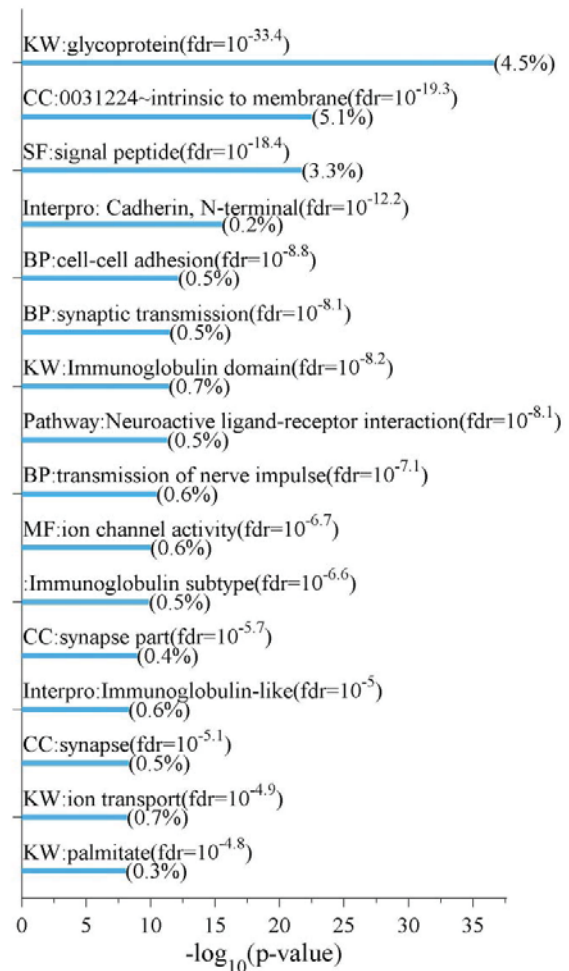 KW:glycoprotein(fdr=10^-33.4)
(4.5%)
CC:0031224~intrinsic to membrane(fdr=10^-19.3)
(5.1%)
SF:signal peptide(fdr=10^-18.4)
(3.3%)
Interpro: Cadherin, N-terminal(fdr=10^-12.2)
(0.2%)
BP:cell-cell adhesion(fdr=10^-8.8)
(0.5%)
BP:synaptic transmission(fdr=10^-8.1)
(0.5%)
KW:Immunoglobulin domain(fdr=10^-8.2)
(0.7%)
Pathway:Neuroactive ligand-receptor interaction(fdr=10^-8.1)
(0.5%)
BP:transmission of nerve impulse(fdr=10^-7.1)
(0.6%)
MF:ion channel activity(fdr=10^-6.7)
(0.6%)
:Immunoglobulin subtype(fdr=10^-6.6)
(0.5%)
CC:synapse part(fdr=10^-5.7)
(0.4%)
Interpro:Immunoglobulin-like(fdr=10^-5)
(0.6%)
CC:synapse(fdr=10^-5.1)
(0.5%)
KW:ion transport(fdr=10^-4.9)
(0.7%)
KW:palmitate(fdr=10^-4.8)
(0.3%)
0 5 10 15 20 25 30 35
-log10(p-value)